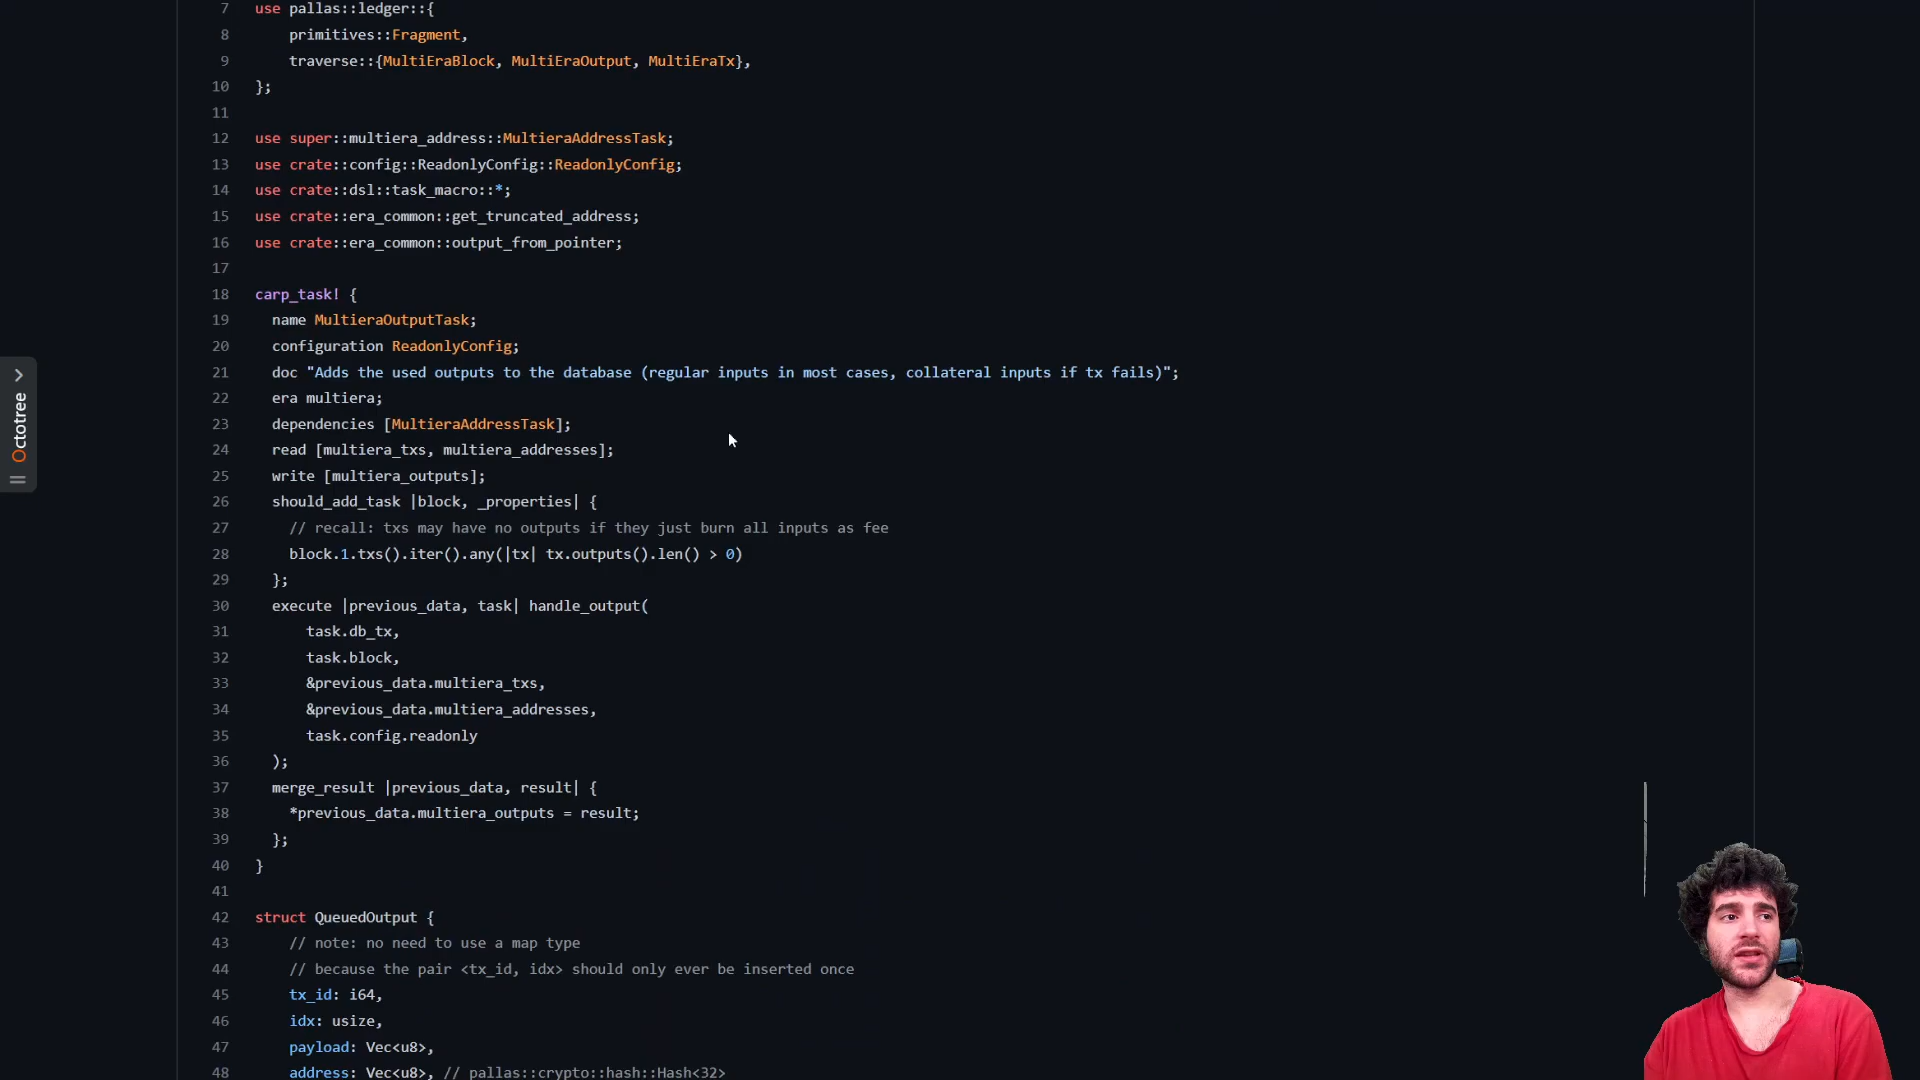 7 use pallas::ledger::{
8 primitives::Fragment,
9 traverse::{MultiEraBlock, MultiEraOutput, MultiEraTx},
10 };
11
12 use super::multiera_address::MultieraAddressTask;
13 use crate::config::ReadonlyConfig::ReadonlyConfig;
14 use crate::dsl::task_macro::*;
15 use crate::era_common::get_truncated_address;
16 use crate::era_common::output_from_pointer;
17
18 carp_task! {
19 name MultieraOutputTask;
20 configuration ReadonlyConfig;
21 doc "Adds the used outputs to the database (regular inputs in most cases, collateral inputs if tx fails)";
22 era multiera;
23 dependencies [MultieraAddressTask];
24 read [multiera_txs, multiera_addresses];
25 write [multiera_outputs];
26 should_add_task |block, _properties| {
27 // recall: txs may have no outputs if they just burn all inputs as fee
28 block.1.txs().iter().any(|tx| tx.outputs().len() > 0)
29 };
30 execute |previous_data, task| handle_output(
31 task.db_tx,
32 task.block,
33 &previous_data.multiera_txs,
34 &previous_data.multiera_addresses,
35 task.config.readonly
36 );
37 merge_result |previous_data, result| {
38 *previous_data.multiera_outputs = result;
39 };
40 }
41
42 struct QueuedOutput {
43 // note: no need to use a map type
44 // because the pair <tx_id, idx> should only ever be inserted once
45 tx_id: i64,
46 idx: usize,
47 payload: Vec<u8>,
48 address: Vec<u8>, // pallas::crypto::hash::Hash<32>
Octotree